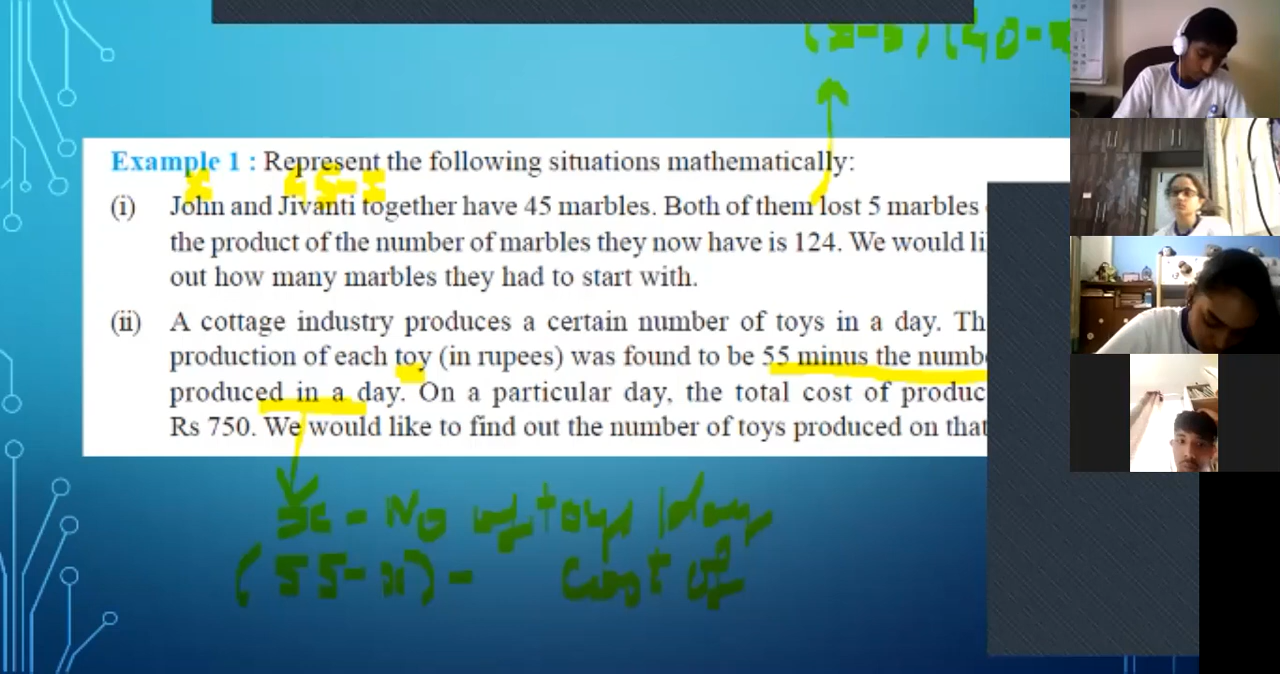 (x-5) (40-x
Example 1 : Represent the following situations mathematically:
x 45-x
(i) John and Jivanti together have 45 marbles. Both of them lost 5 marbles
the product of the number of marbles they now have is 124. We would li
out how many marbles they had to start with.
(ii) A cottage industry produces a certain number of toys in a day. Th
production of each toy (in rupees) was found to be 55 minus the numb
produced in a day. On a particular day, the total cost of produc
Rs 750. We would like to find out the number of toys produced on that
x - No of toys /day
(55-x) - Cost of